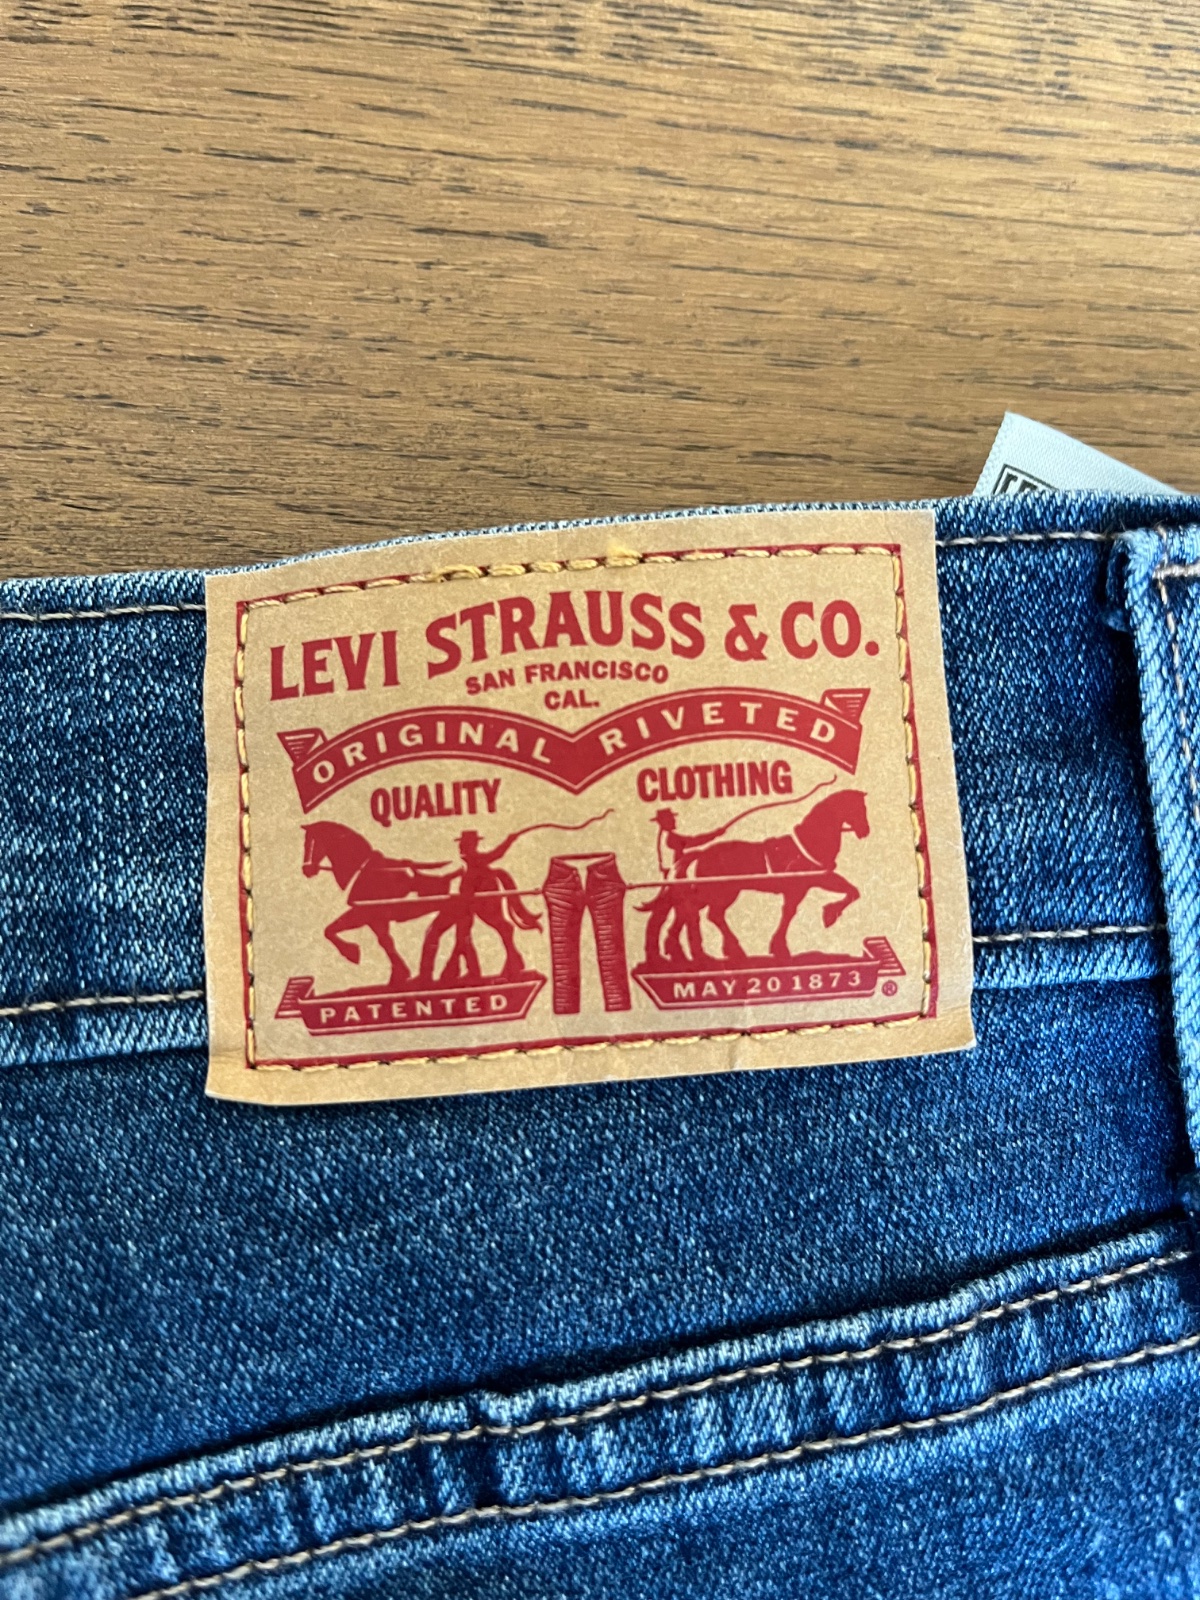 LEVI STRAUSS & CO.
SAN FRANCISCO
CAL.
ORIGINAL RIVETED
QUALITY CLOTHING
PATENTED
MAY 20 1873 ®